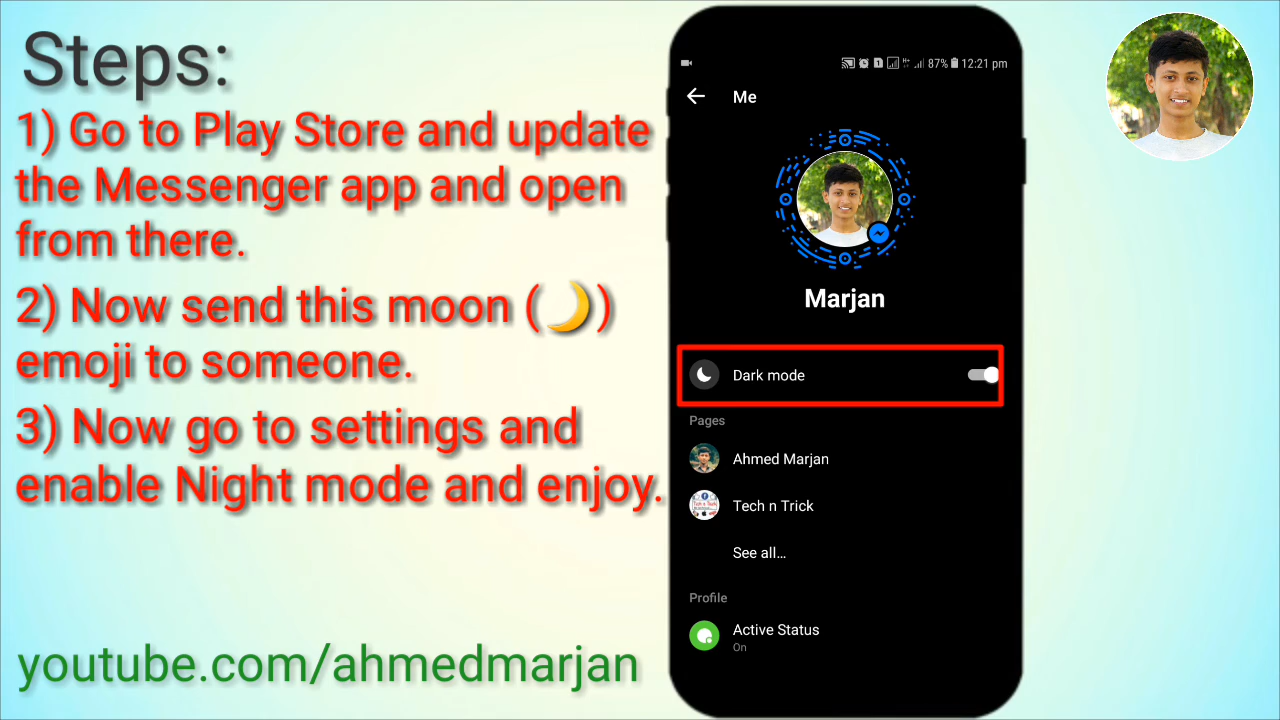 Steps:
1) Go to Play Store and update
the Messenger app and open
from there.
2) Now send this moon (🌙)
emoji to someone.
3) Now go to settings and
enable Night mode and enjoy.
youtube.com/ahmedmarjan
87% 12:21 pm
Me
Marjan
Dark mode
Pages
Ahmed Marjan
Tech n Trick
See all...
Profile
Active Status
On